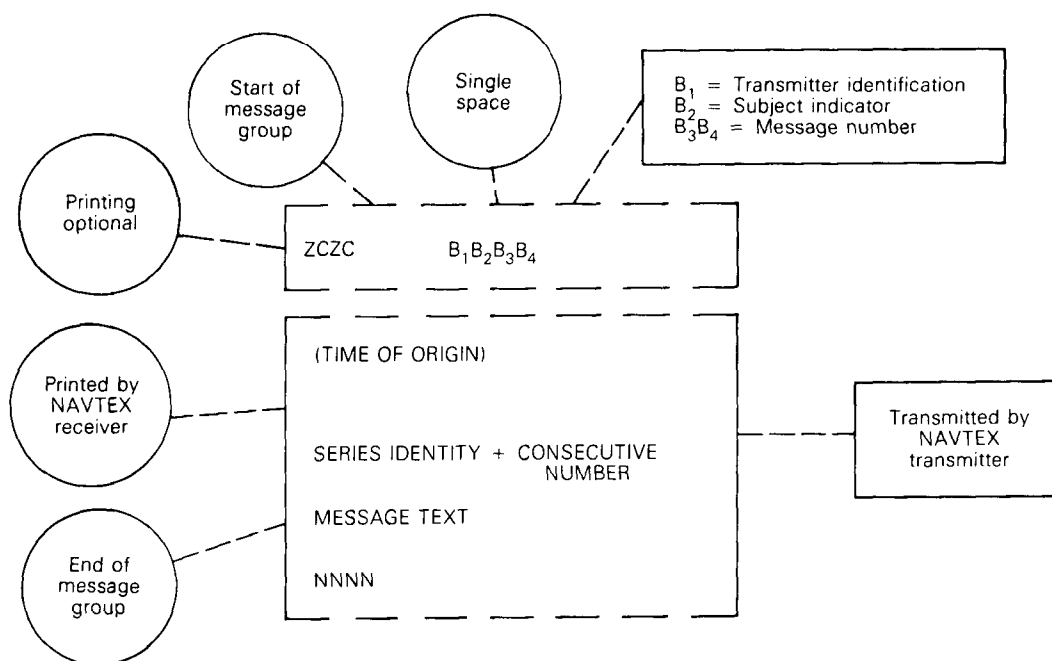 Start of
message
group
Single
space
B₁ = Transmitter identification
B₂ = Subject indicator
B₃B₄ = Message number
Printing
optional
ZCZC B₁B₂B₃B₄
(TIME OF ORIGIN)
Printed by
NAVTEX
receiver
SERIES IDENTITY + CONSECUTIVE
NUMBER
Transmitted by
NAVTEX
transmitter
MESSAGE TEXT
End of
message
group
NNNN